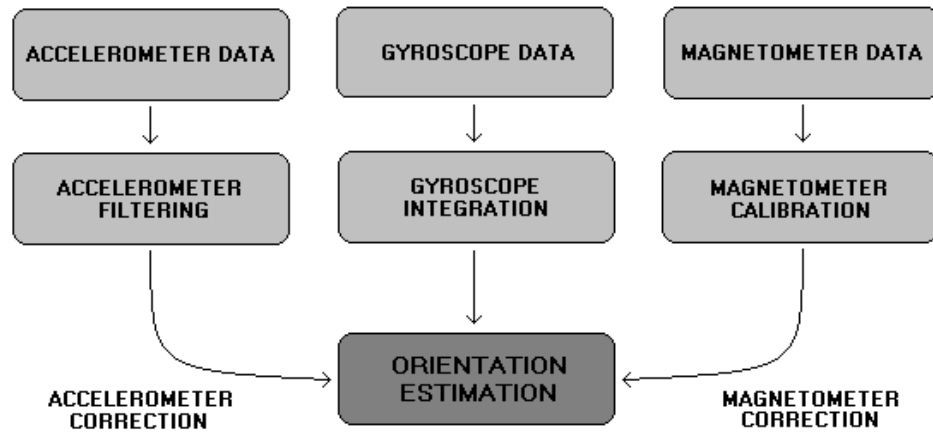 ACCELEROMETER DATA
GYROSCOPE DATA
MAGNETOMETER DATA
ACCELEROMETER
FILTERING
GYROSCOPE
INTEGRATION
MAGNETOMETER
CALIBRATION
ORIENTATION
ESTIMATION
ACCELEROMETER
CORRECTION
MAGNETOMETER
CORRECTION